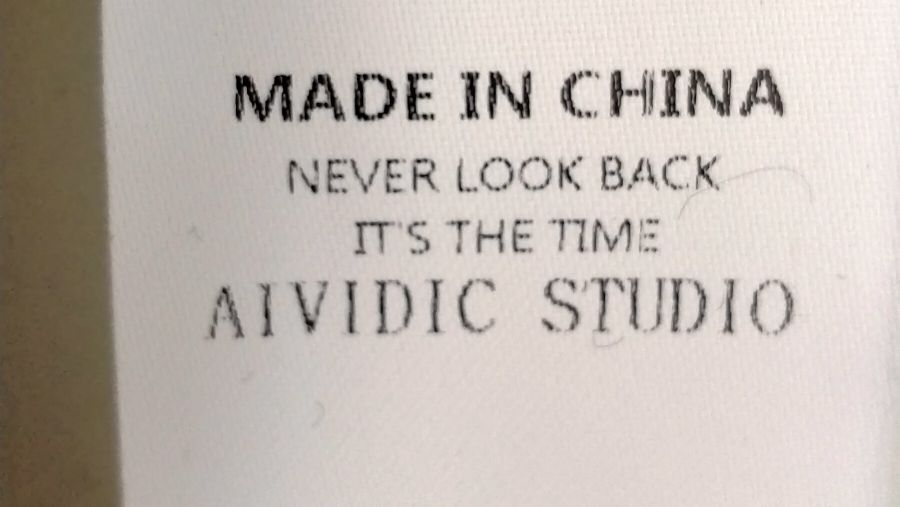 MADE IN CHINA
NEVER LOOK BACK
IT'S THE TIME
AIVIDIC STUDIO